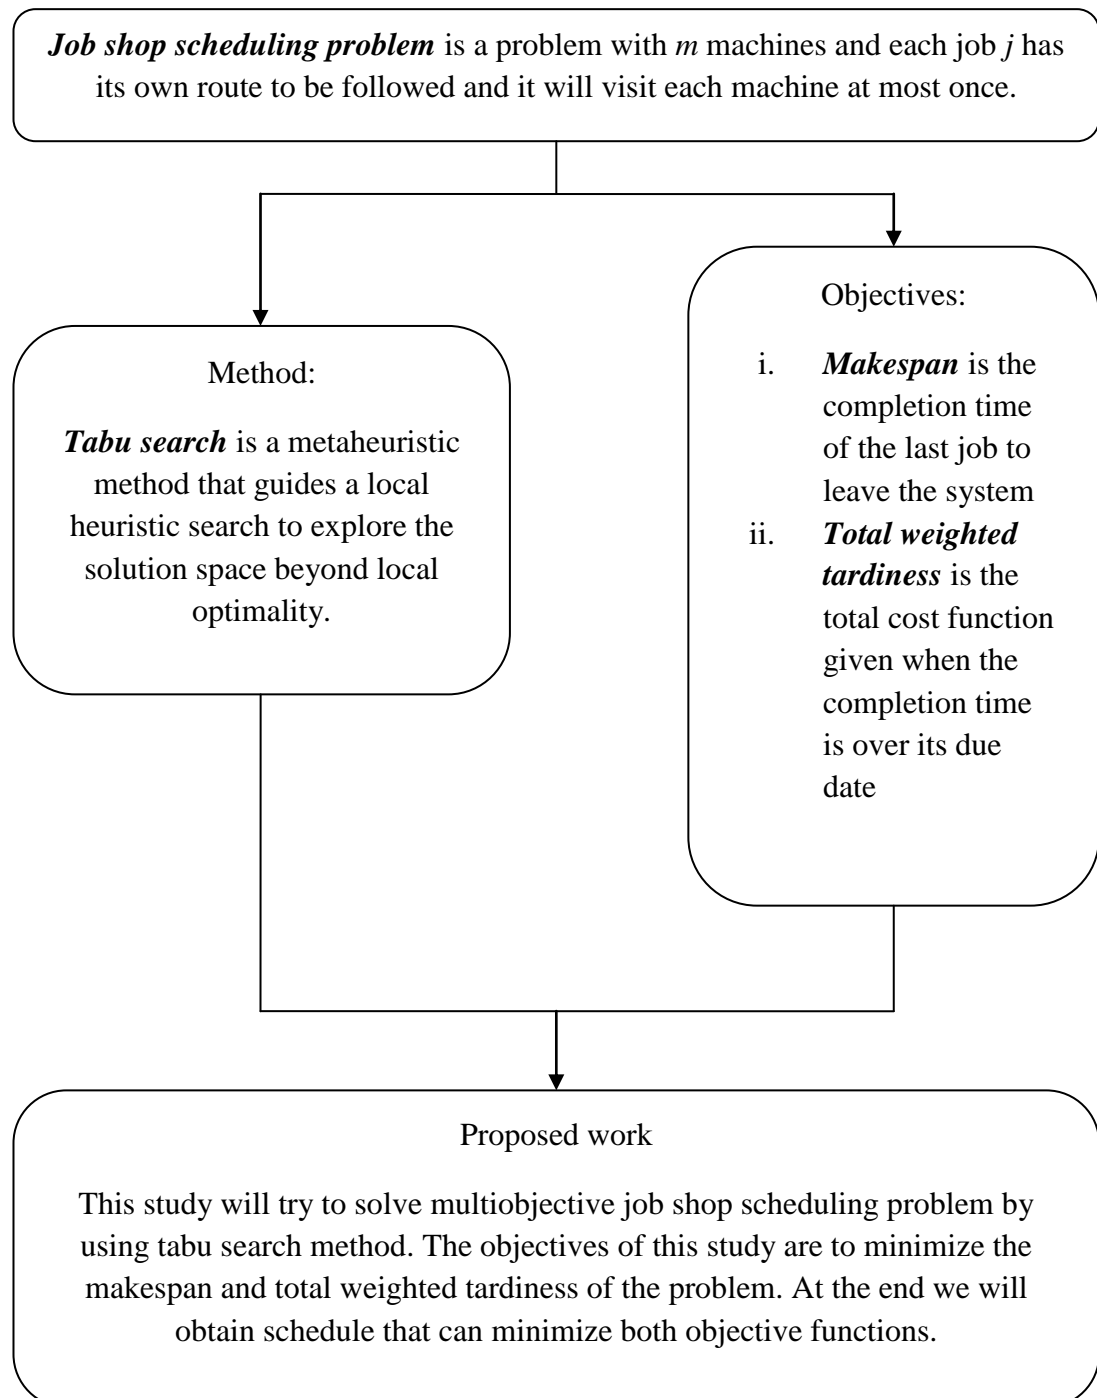 Job shop scheduling problem is a problem with m machines and each job j has
its own route to be followed and it will visit each machine at most once.
Method:
Tabu search is a metaheuristic
method that guides a local
heuristic search to explore the
solution space beyond local
optimality.
Objectives:
i. Makespan is the
completion time
of the last job to
leave the system
ii. Total weighted
tardiness is the
total cost function
given when the
completion time
is over its due
date
Proposed work
This study will try to solve multiobjective job shop scheduling problem by
using tabu search method. The objectives of this study are to minimize the
makespan and total weighted tardiness of the problem. At the end we will
obtain schedule that can minimize both objective functions.